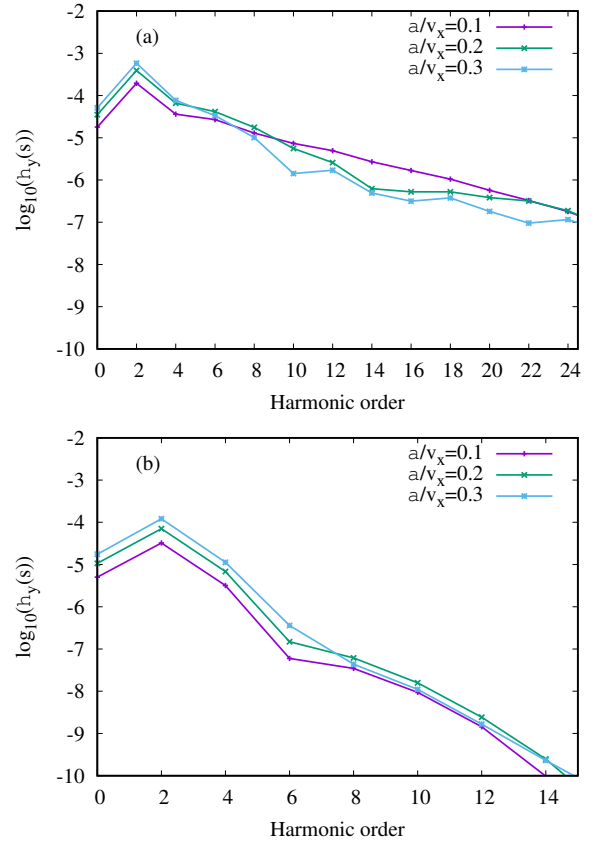 (a)
a/vₓ=0.1
a/vₓ=0.2
a/vₓ=0.3
-2
-3
-4
-5
-6
-7
-8
-9
-10
log₁₀(h_y(s))
0 2 4 6 8 10 12 14 16 18 20 22 24
Harmonic order
(b)
a/vₓ=0.1
a/vₓ=0.2
a/vₓ=0.3
-2
-3
-4
-5
-6
-7
-8
-9
-10
log₁₀(h_y(s))
0 2 4 6 8 10 12 14
Harmonic order